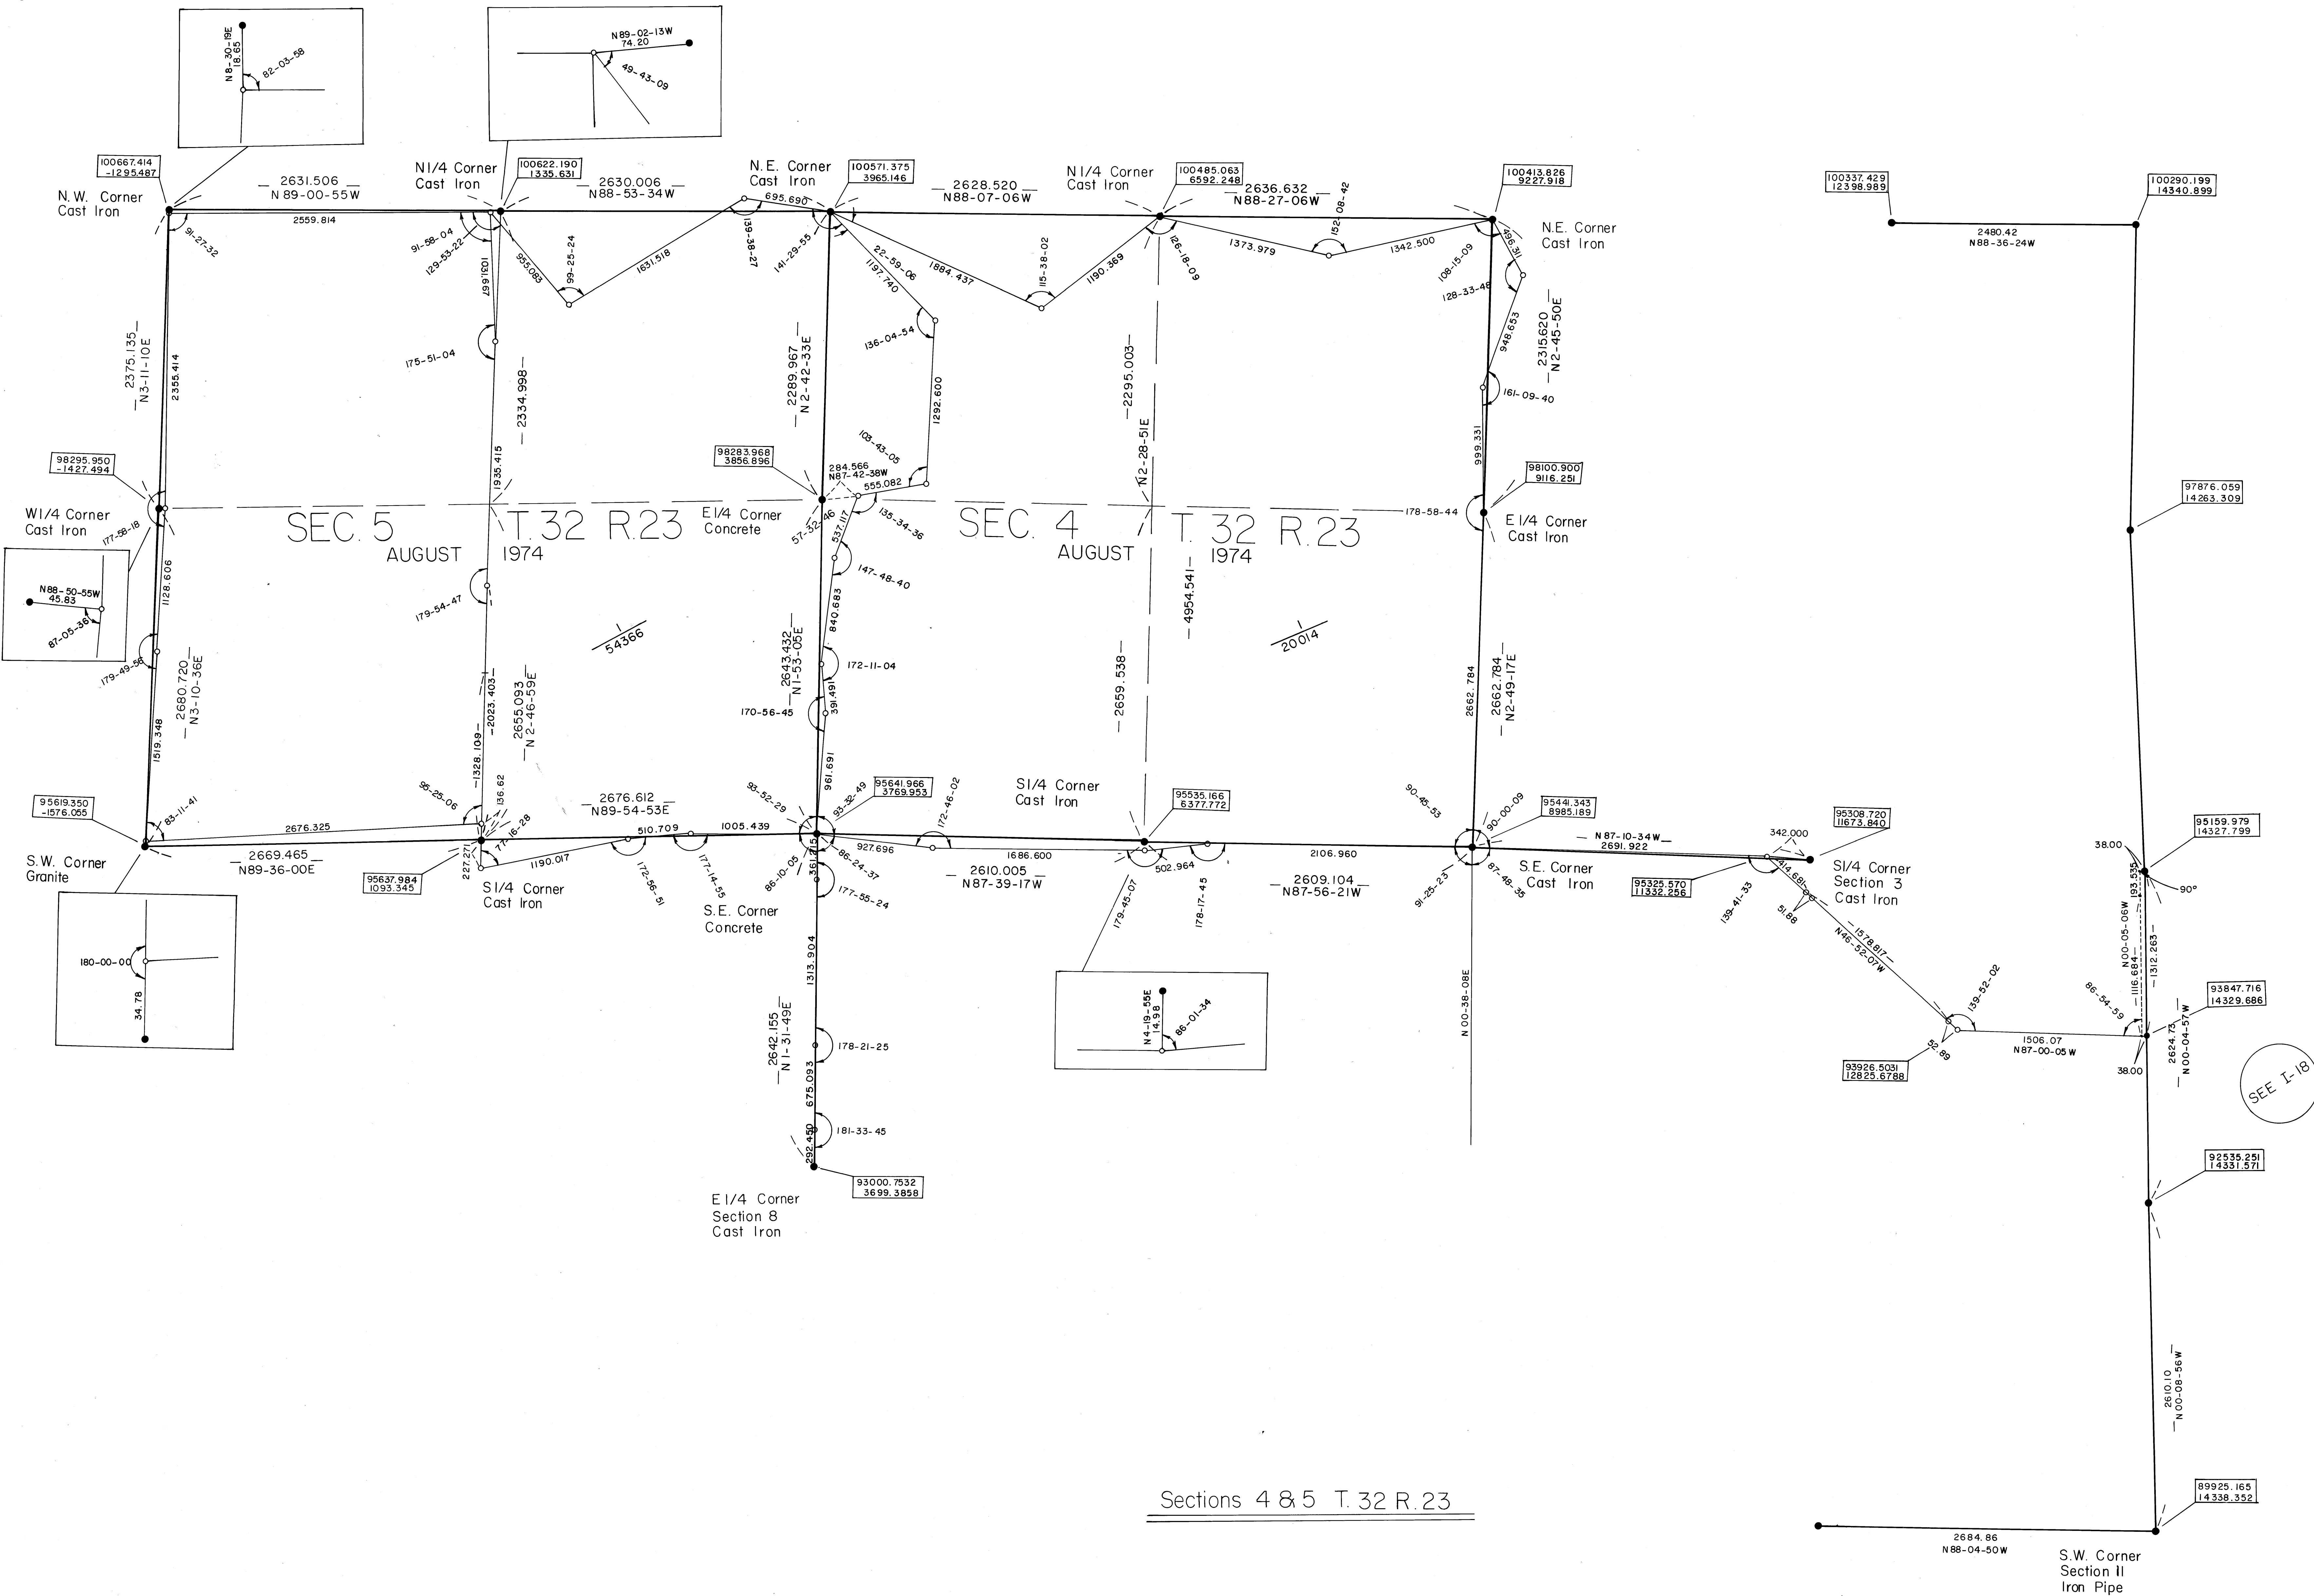 N8-30-19E
18.65
82-03-58
N89-02-13W
74.20
49-43-09
100667.414
-1295.487
N.W. Corner
Cast Iron
2631.506
N 89-00-55W
2559.814
N1/4 Corner
Cast Iron
100622.190
1335.631
2630.006
N88-53-34W
N.E. Corner
Cast Iron
695.690
100571.375
3965.146
2628.520
N88-07-06W
N1/4 Corner
Cast Iron
100485.063
6592.248
2636.632
N88-27-06W
152-08-42
100413.826
9227.918
N.E. Corner
Cast Iron
100337.429
12398.989
100290.199
14340.899
2480.42
N88-36-24W
91-27-32
91-58-04
129-53-22
1031.667
955.083
99-25-24
1631.518
139-38-27
141-29-55
22-59-06
1197.740
1884.437
115-38-02
1190.369
126-18-09
1373.979
1342.500
108-15-09
496.311
128-33-48
948.653
2315.620
N2-45-50E
2375.135
N3-11-10E
2355.414
175-51-04
2334.998
1935.415
2289.967
N2-42-33E
136-04-54
1292.600
2295.003
N2-28-51E
161-09-40
999.331
98295.950
-1427.494
W1/4 Corner
Cast Iron
177-58-18
98283.968
3856.896
E1/4 Corner
Concrete
103-43-05
284.566
N87-42-38W
555.082
57-32-46
537.117
135-34-36
98100.900
9116.251
178-58-44
E1/4 Corner
Cast Iron
97876.059
14263.309
SEC. 5 T.32 R.23
AUGUST 1974
SEC. 4 T. 32 R.23
AUGUST 1974
N88-50-55W
45.83
87-05-36
1128.606
179-54-47
147-48-40
840.683
4954.541
1
54366
1
20014
179-49-56
2680.720
N3-10-36E
1519.348
2023.403
2655.093
N2-46-59E
1328.109
136.62
2643.432
N1-53-05E
172-11-04
391.491
170-56-45
961.691
2659.538
2662.784
2662.784
N2-49-17E
95619.350
-1576.055
83-11-41
2676.325
95-25-06
2676.612
N89-54-53E
93-52-29
93-32-49
95641.966
3769.953
172-46-02
S1/4 Corner
Cast Iron
95535.166
6377.772
90-45-53
90-00-09
95441.343
8985.189
N87-10-34W
2691.922
342.000
95308.720
11673.840
S.W. Corner
Granite
2669.465
N89-36-00E
77-16-28
227.271
95637.984
1093.345
1190.017
S1/4 Corner
Cast Iron
510.709
172-56-51
1005.439
177-14-55
S.E. Corner
Concrete
86-10-05
361.715
86-24-37
177-55-24
927.696
1686.600
2610.005
N87-39-17W
179-45-07
502.964
178-17-45
2106.960
2609.104
N87-56-21W
91-25-23
87-48-35
S.E. Corner
Cast Iron
95325.570
11332.256
139-41-33
414.681
51.88
S1/4 Corner
Section 3
Cast Iron
1578.817
N46-52-07W
38.00
193.535
95159.979
14327.799
90°
N00-05-06W
1116.684
1312.263
180-00-00
34.78
1313.904
2642.155
N1-31-49E
178-21-25
675.093
181-33-45
292.450
93000.7532
3699.3858
E1/4 Corner
Section 8
Cast Iron
N4-19-55E
14.98
86-01-34
N 00-38-08E
139-52-02
86-54-59
93847.716
14329.686
52.89
1506.07
N87-00-05W
38.00
93926.5031
12825.6788
2624.73
N00-04-57W
SEE I-18
92535.251
14331.571
2610.10
N00-08-56W
89925.165
14338.352
2684.86
N88-04-50W
S.W. Corner
Section 11
Iron Pipe
Sections 4 & 5 T. 32 R. 23